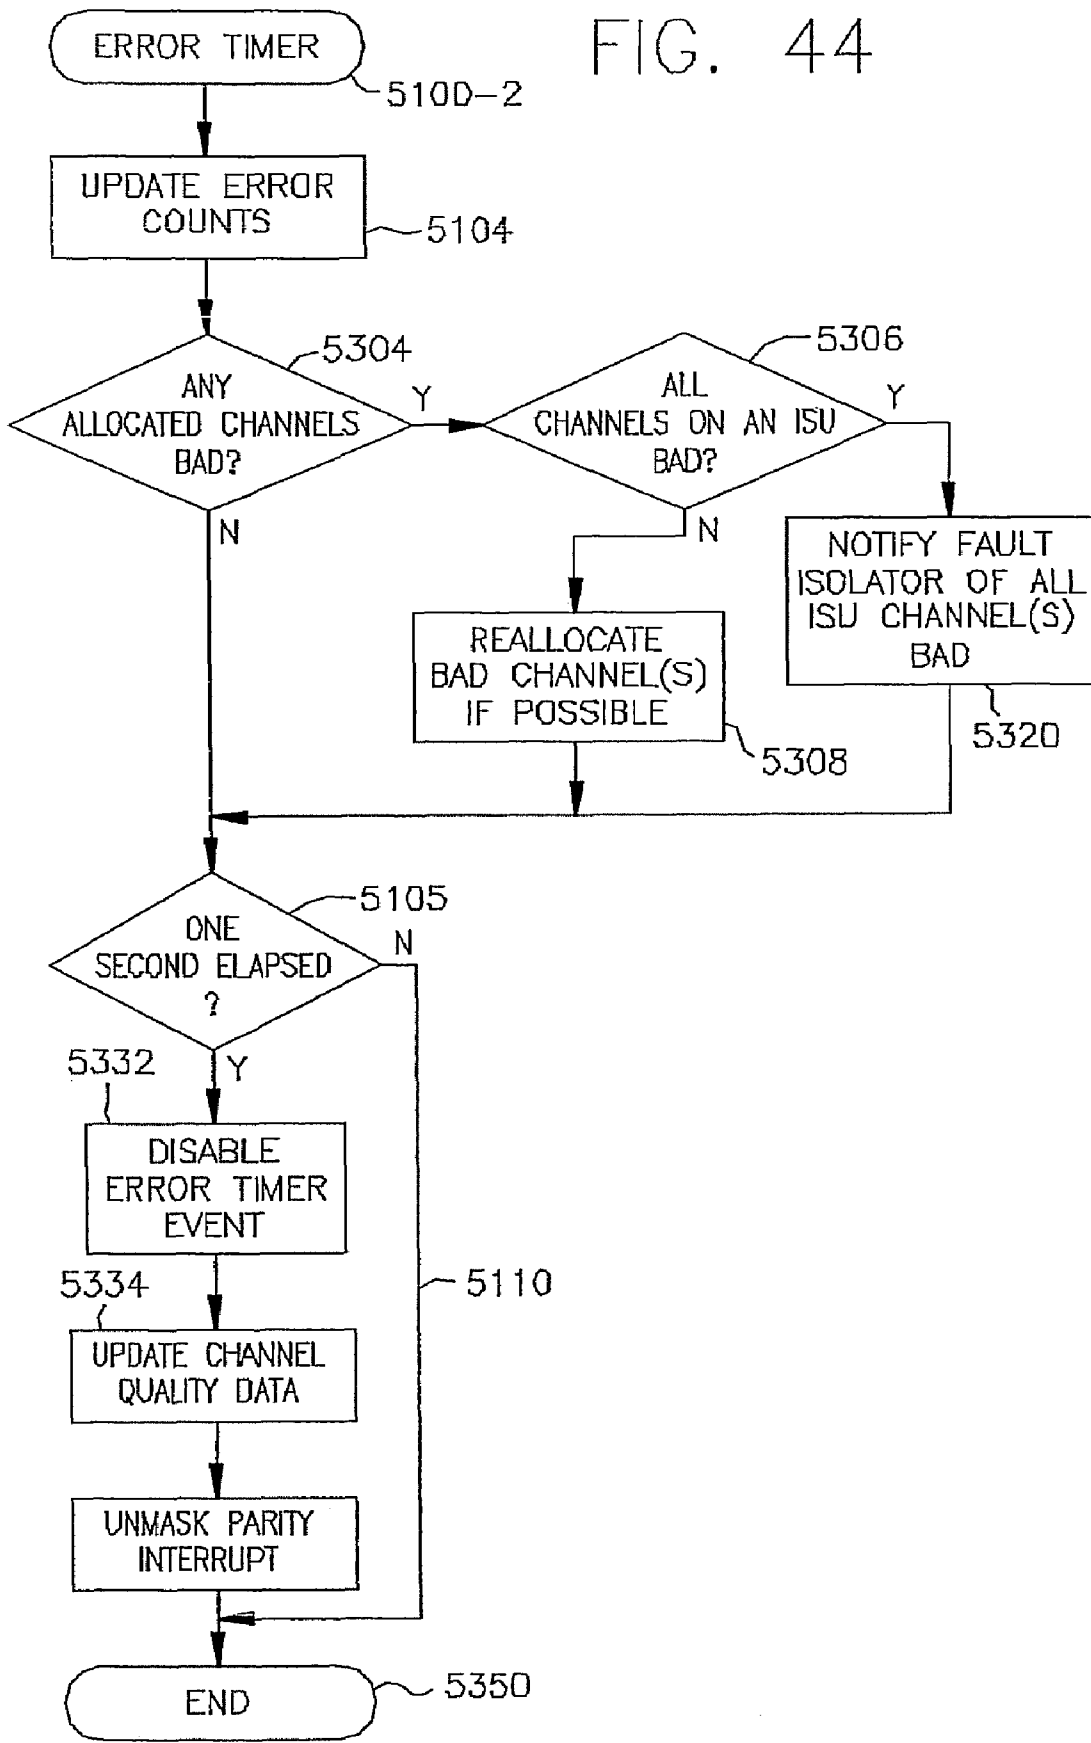 FIG. 44
ERROR TIMER
510D-2
UPDATE ERROR
COUNTS
5104
5304
ANY
ALLOCATED CHANNELS
BAD?
Y
N
5306
ALL
CHANNELS ON AN ISU
BAD?
Y
N
NOTIFY FAULT
ISOLATOR OF ALL
ISU CHANNEL(S)
BAD
5320
REALLOCATE
BAD CHANNEL(S)
IF POSSIBLE
5308
5105
ONE
SECOND ELAPSED
?
N
Y
5332
DISABLE
ERROR TIMER
EVENT
5110
5334
UPDATE CHANNEL
QUALITY DATA
UNMASK PARITY
INTERRUPT
END
5350